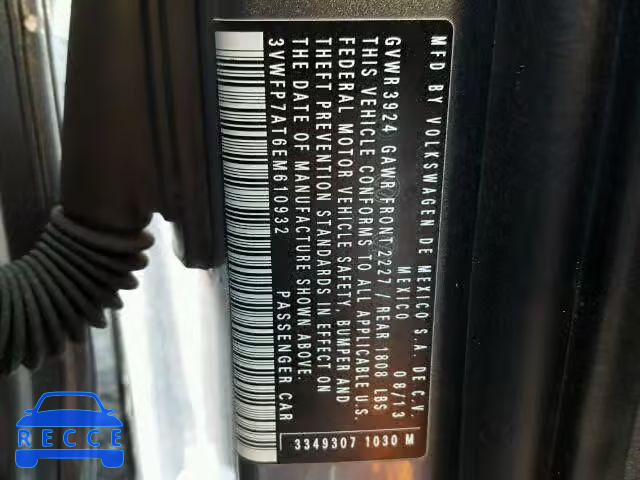 MFD BY VOLKSWAGEN DE MEXICO S.A. DE C.V.
MEXICO 08/13
GVWR3924 GAWR FRONT 2227 / REAR 1808 LBS
THIS VEHICLE CONFORMS TO ALL APPLICABLE U.S.
FEDERAL MOTOR VEHICLE SAFETY, BUMPER AND
THEFT PREVENTION STANDARDS IN EFFECT ON
THE DATE OF MANUFACTURE SHOWN ABOVE.
3VWFP7AT6EM610932 PASSENGER CAR
3349307 1030 M
RECCE